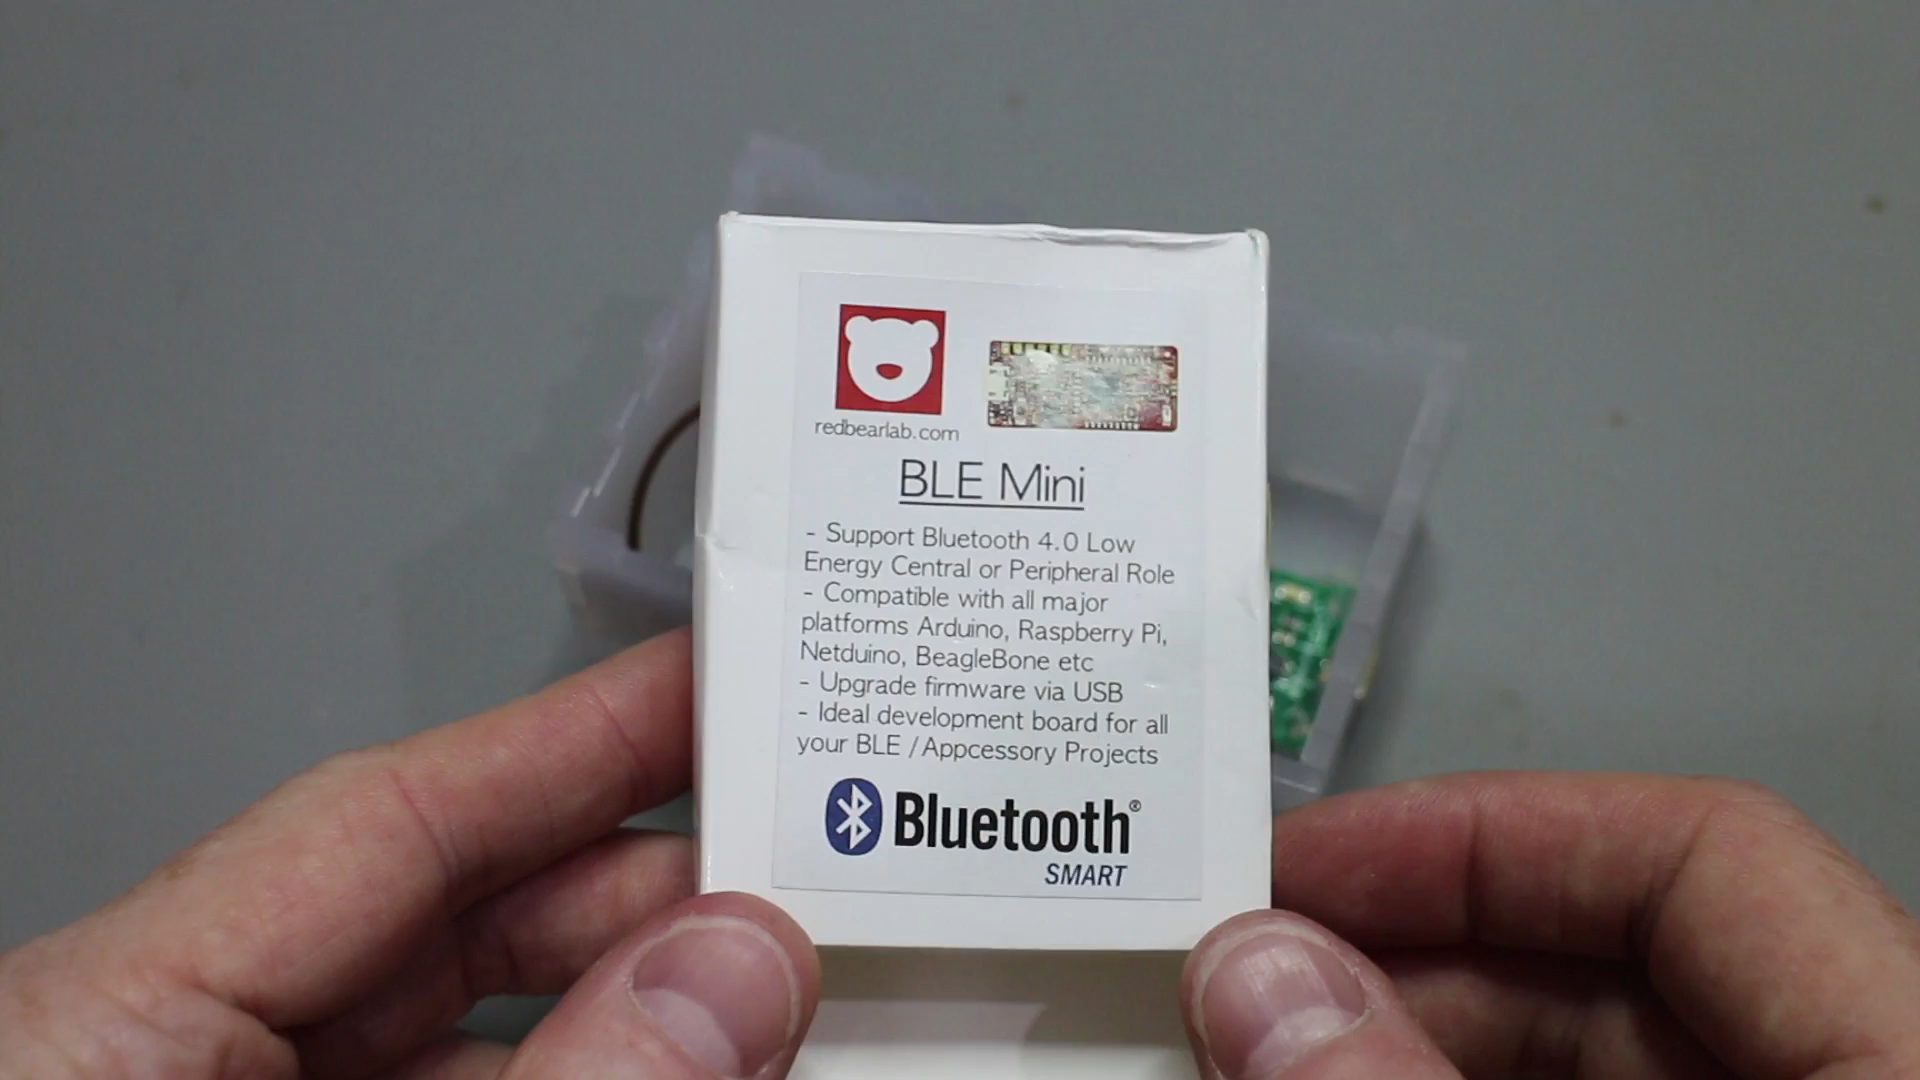 redbearlab.com
BLE Mini
- Support Bluetooth 4.0 Low
Energy Central or Peripheral Role
- Compatible with all major
platforms Arduino, Raspberry Pi,
Netduino, BeagleBone etc
- Upgrade firmware via USB
- Ideal development board for all
your BLE / Appcessory Projects
Bluetooth®
SMART